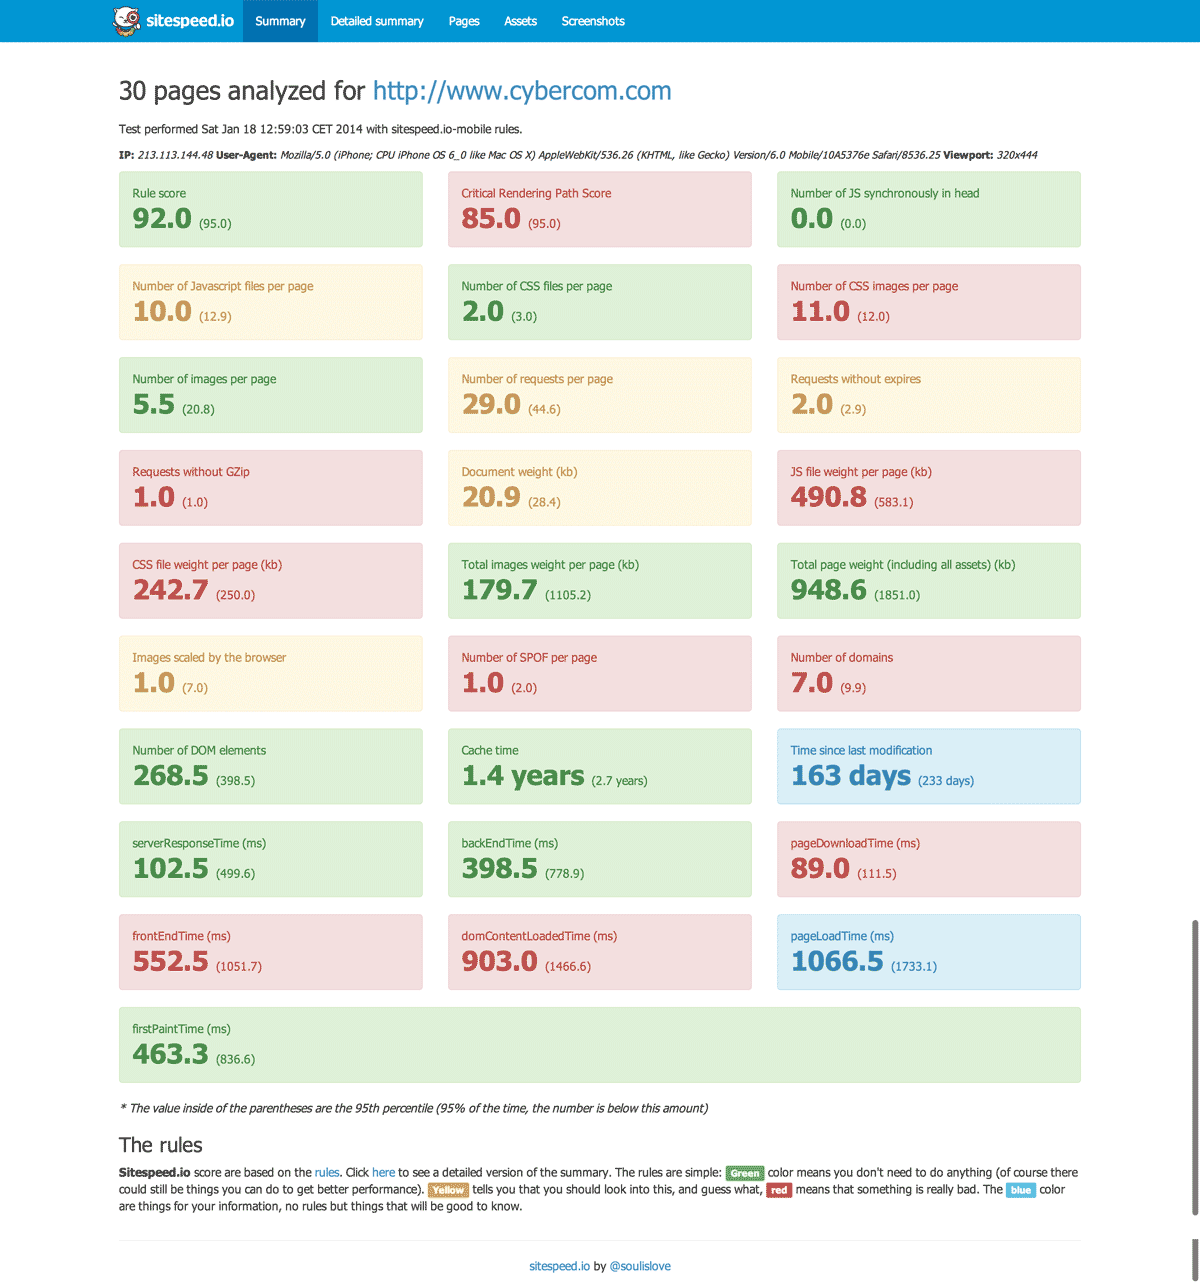 sitespeed.io Summary Detailed summary Pages Assets Screenshots
30 pages analyzed for http://www.cybercom.com
Test performed Sat Jan 18 12:59:03 CET 2014 with sitespeed.io-mobile rules.
IP: 213.113.144.48 User-Agent: Mozilla/5.0 (iPhone; CPU iPhone OS 6_0 like Mac OS X) AppleWebKit/536.26 (KHTML, like Gecko) Version/6.0 Mobile/10A5376e Safari/8536.25 Viewport: 320x444
Rule score
92.0 (95.0)
Critical Rendering Path Score
85.0 (95.0)
Number of JS synchronously in head
0.0 (0.0)
Number of Javascript files per page
10.0 (12.9)
Number of CSS files per page
2.0 (3.0)
Number of CSS images per page
11.0 (12.0)
Number of images per page
5.5 (20.8)
Number of requests per page
29.0 (44.6)
Requests without expires
2.0 (2.9)
Requests without GZip
1.0 (1.0)
Document weight (kb)
20.9 (28.4)
JS file weight per page (kb)
490.8 (583.1)
CSS file weight per page (kb)
242.7 (250.0)
Total images weight per page (kb)
179.7 (1105.2)
Total page weight (including all assets) (kb)
948.6 (1851.0)
Images scaled by the browser
1.0 (7.0)
Number of SPOF per page
1.0 (2.0)
Number of domains
7.0 (9.9)
Number of DOM elements
268.5 (398.5)
Cache time
1.4 years (2.7 years)
Time since last modification
163 days (233 days)
serverResponseTime (ms)
102.5 (499.6)
backEndTime (ms)
398.5 (778.9)
pageDownloadTime (ms)
89.0 (111.5)
frontEndTime (ms)
552.5 (1051.7)
domContentLoadedTime (ms)
903.0 (1466.6)
pageLoadTime (ms)
1066.5 (1733.1)
firstPaintTime (ms)
463.3 (836.6)
* The value inside of the parentheses are the 95th percentile (95% of the time, the number is below this amount)
The rules
Sitespeed.io score are based on the rules. Click here to see a detailed version of the summary. The rules are simple: Green color means you don't need to do anything (of course there
could still be things you can do to get better performance). Yellow tells you that you should look into this, and guess what, red means that something is really bad. The blue color
are things for your information, no rules but things that will be good to know.
sitespeed.io by @soulislove